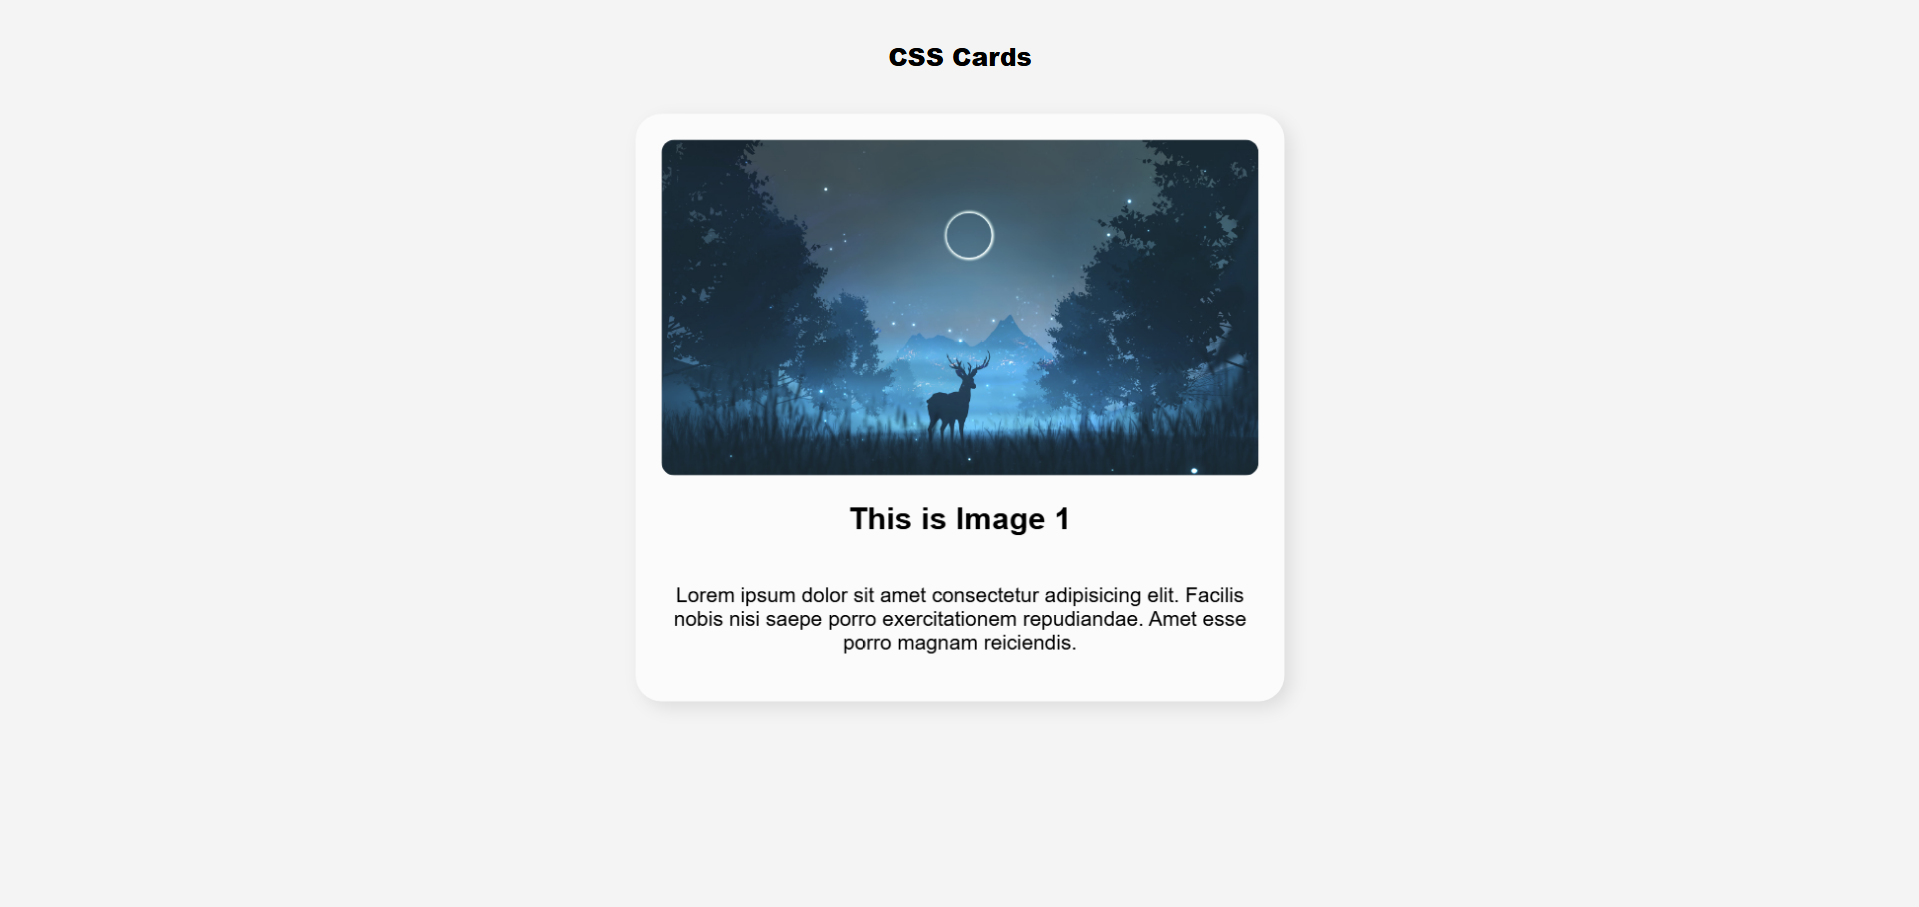 CSS Cards
This is Image 1
Lorem ipsum dolor sit amet consectetur adipisicing elit. Facilis
nobis nisi saepe porro exercitationem repudiandae. Amet esse
porro magnam reiciendis.